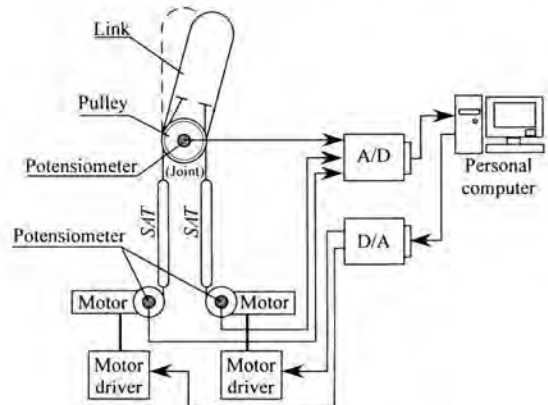 Link
Pulley
Potensiometer
(Joint)
A/D
Personal
computer
SAT
SAT
Potensiometer
D/A
Motor
Motor
Motor
driver
Motor
driver